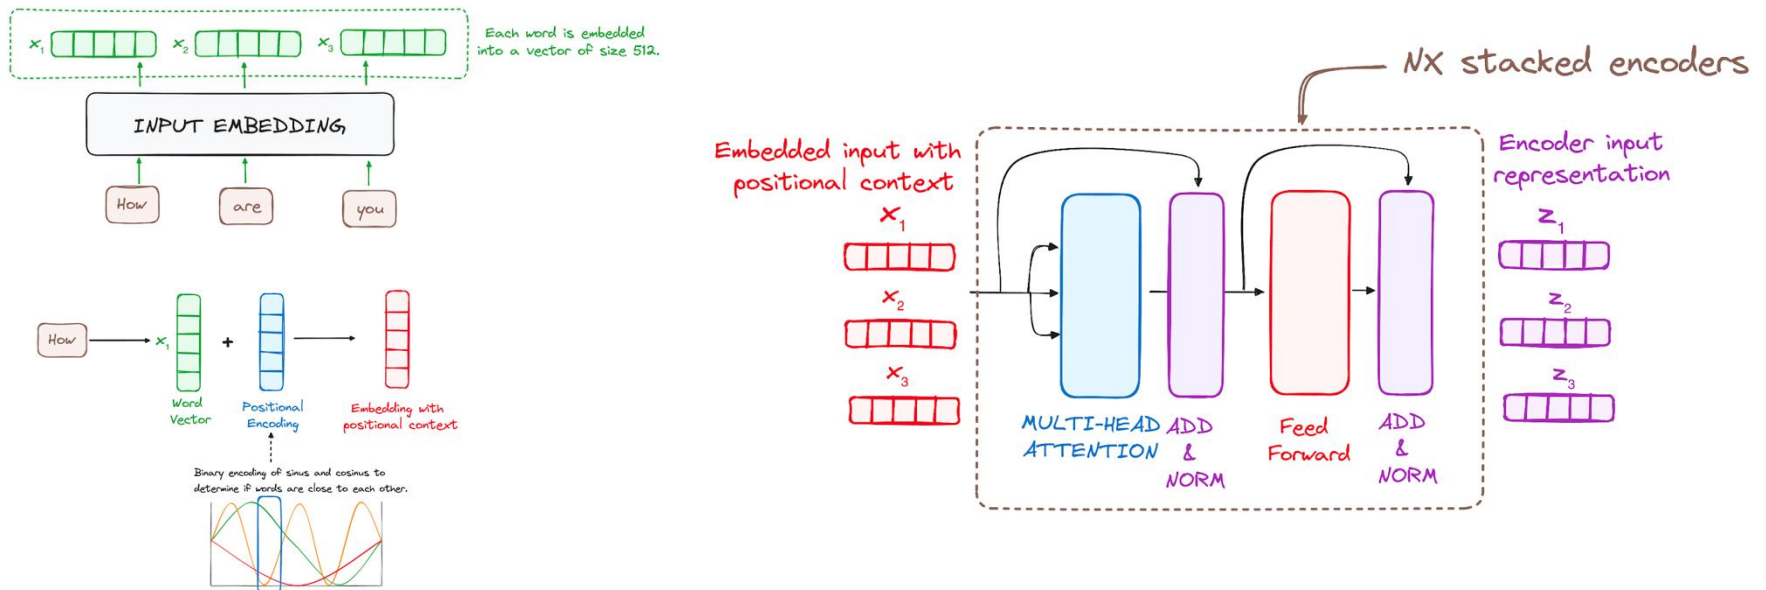 x1
x2
x3
Each word is embedded
into a vector of size 512.
INPUT EMBEDDING
How
are
you
How
x1
+
Word
Vector
Positional
Encoding
Embedding with
positional context
Binary encoding of sinus and cosinus to
determine if words are close to each other.
NX stacked encoders
Embedded input with
positional context
x1
x2
x3
MULTI-HEAD
ATTENTION
ADD
&
NORM
Feed
Forward
ADD
&
NORM
Encoder input
representation
z1
z2
z3